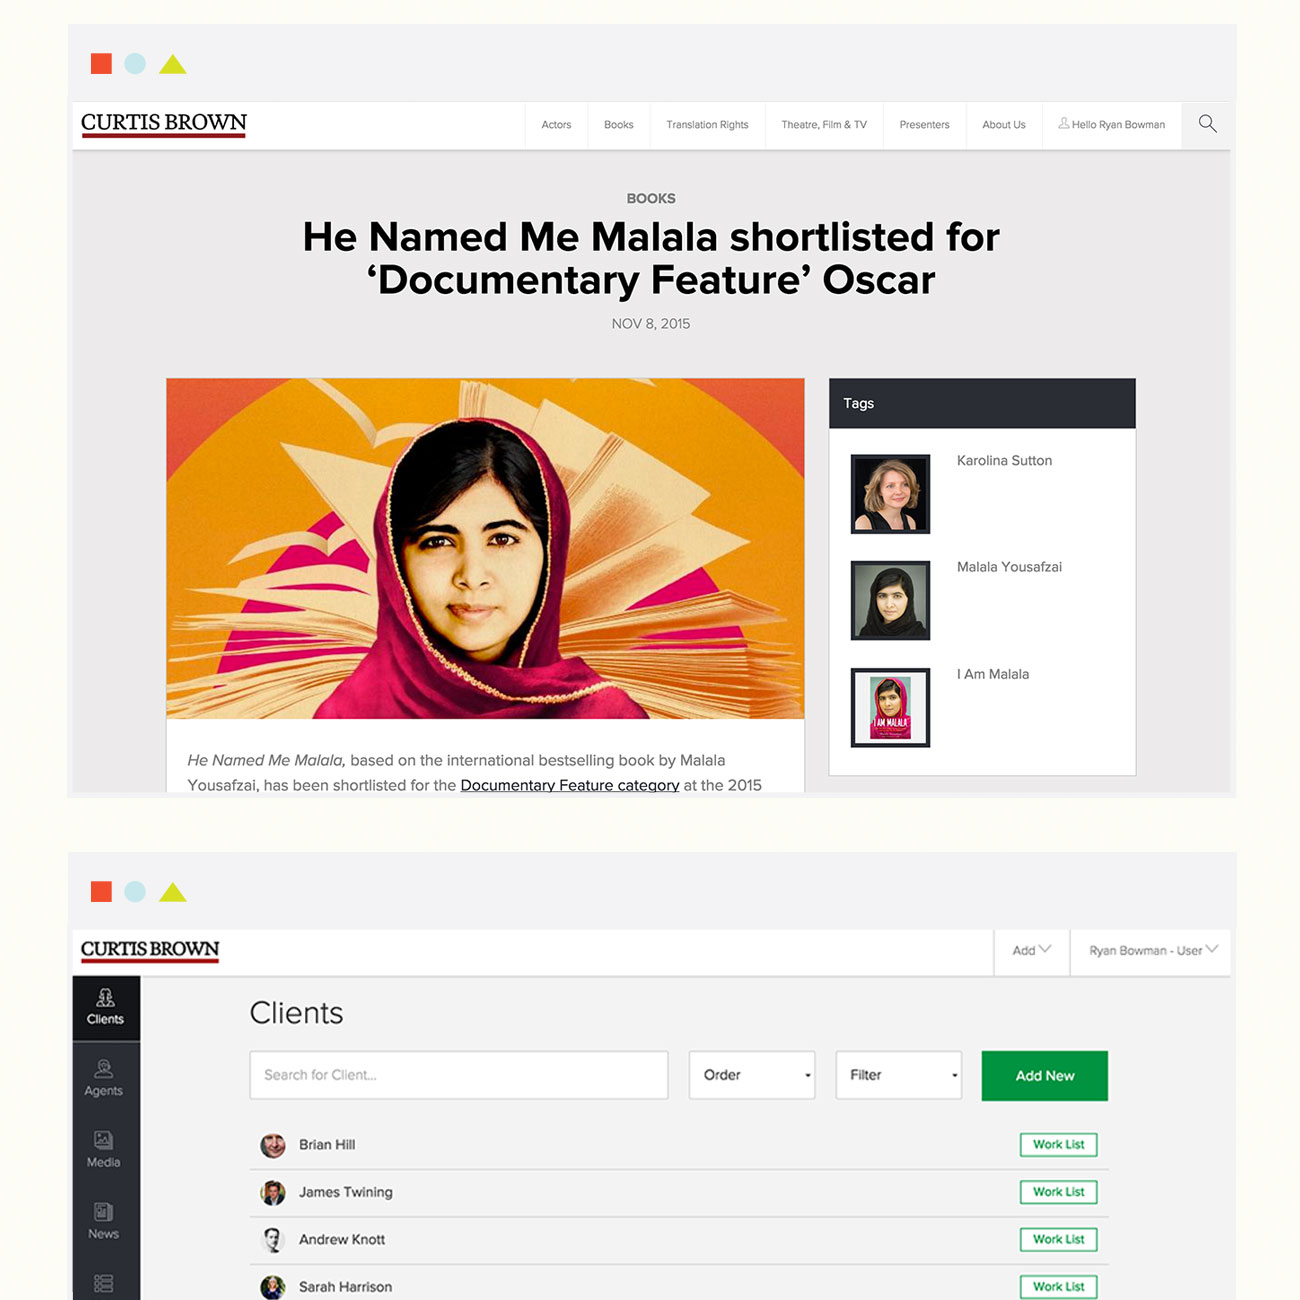 CURTIS BROWN
Actors
Books
Translation Rights
Theatre, Film & TV
Presenters
About Us
Hello Ryan Bowman
BOOKS
He Named Me Malala shortlisted for
‘Documentary Feature’ Oscar
NOV 8, 2015
Tags
Karolina Sutton
Malala Yousafzai
I Am Malala
I AM MALALA
He Named Me Malala, based on the international bestselling book by Malala
Yousafzai, has been shortlisted for the Documentary Feature category at the 2015
CURTIS BROWN
Add
Ryan Bowman - User
Clients
Agents
Media
News
Clients
Search for Client...
Order
Filter
Add New
Brian Hill
Work List
James Twining
Work List
Andrew Knott
Work List
Sarah Harrison
Work List